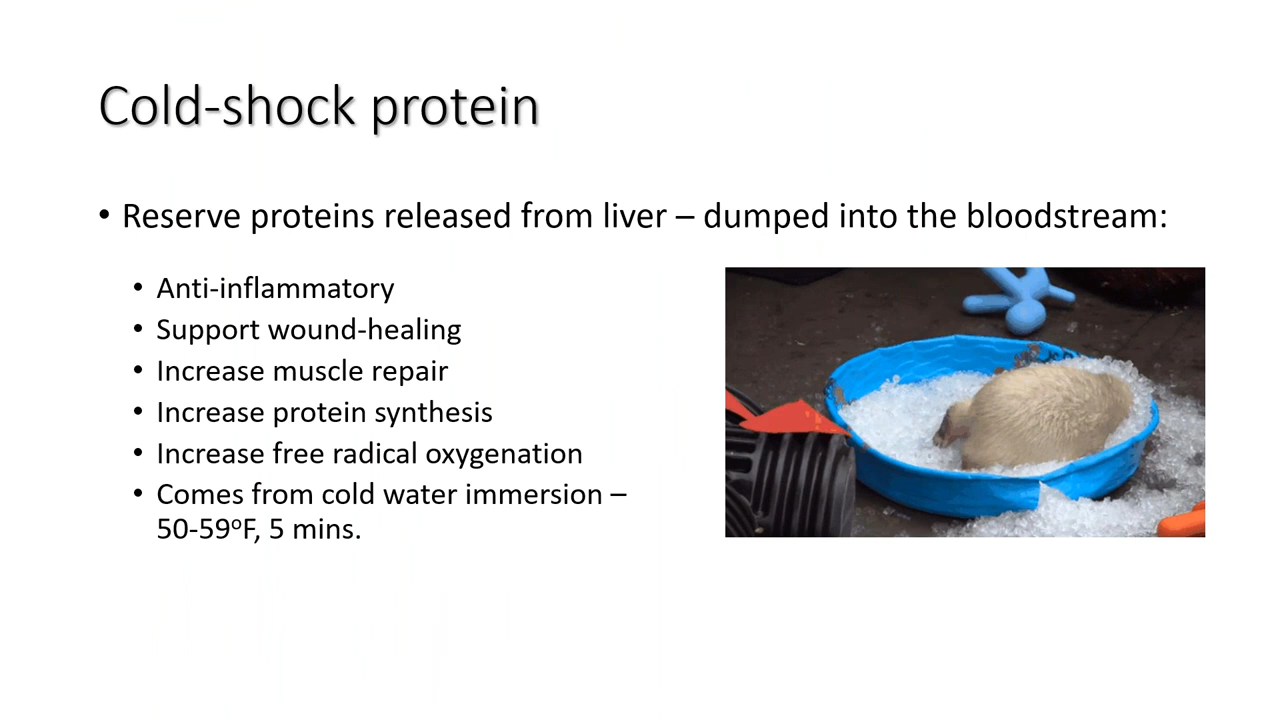 Cold-shock protein
• Reserve proteins released from liver – dumped into the bloodstream:
• Anti-inflammatory
• Support wound-healing
• Increase muscle repair
• Increase protein synthesis
• Increase free radical oxygenation
• Comes from cold water immersion –
50-59ºF, 5 mins.